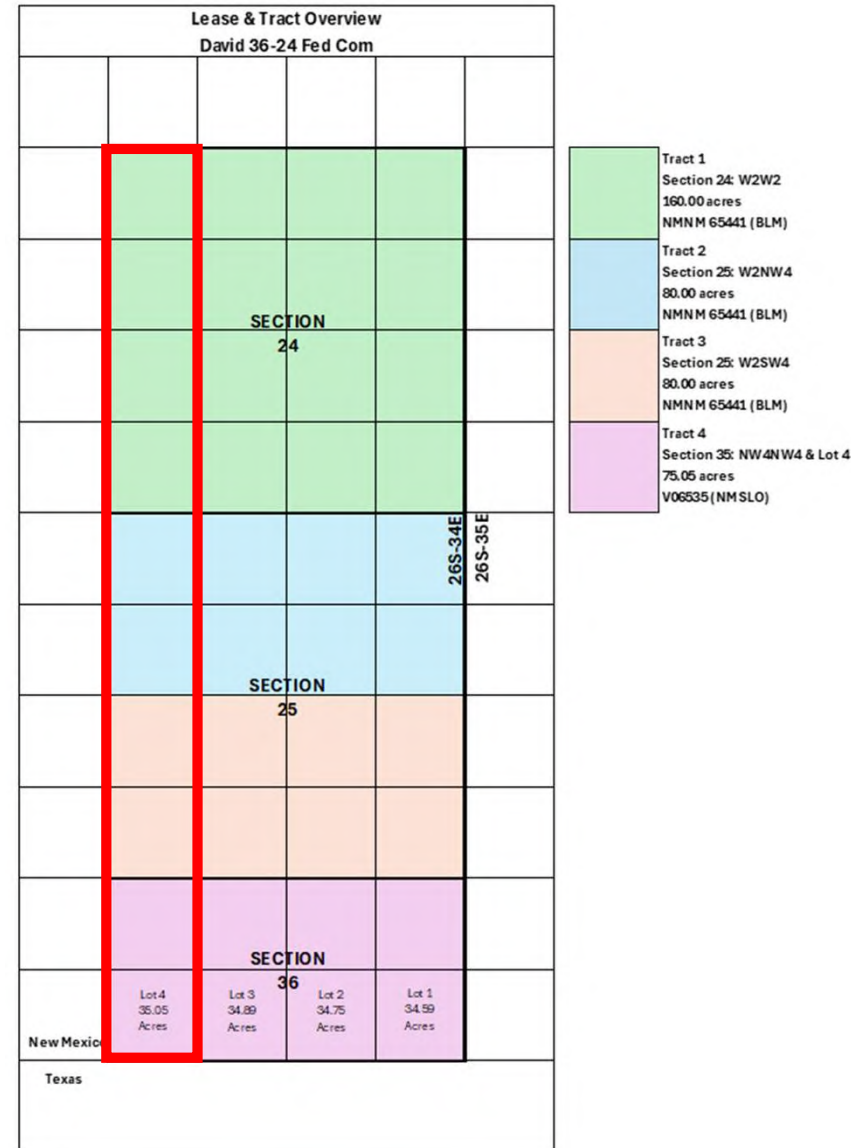 Lease & Tract Overview
David 36-24 Fed Com
Tract 1
Section 24: W2W2
160.00 acres
NMNM 65441 (BLM)
Tract 2
Section 25: W2NW4
80.00 acres
NMNM 65441 (BLM)
Tract 3
Section 25: W2SW4
80.00 acres
NMNM 65441 (BLM)
Tract 4
Section 35: NW4NW4 & Lot 4
75.05 acres
V06535 (NMSLO)
SECTION
24
26S-34E
26S-35E
SECTION
25
SECTION
36
Lot 4
35.05
Acres
Lot 3
34.89
Acres
Lot 2
34.75
Acres
Lot 1
34.59
Acres
New Mexico
Texas